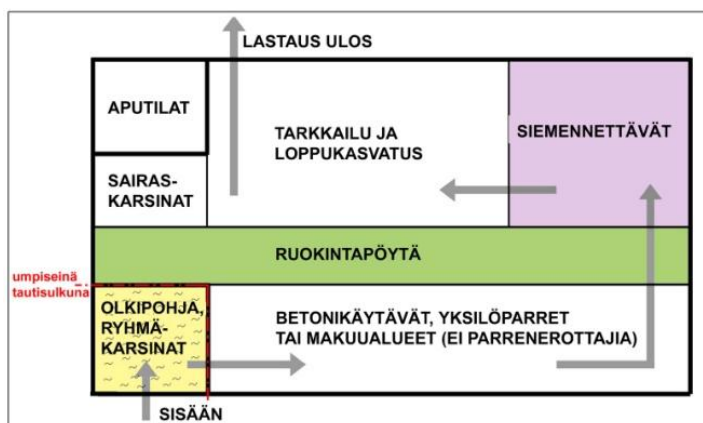 LASTAUS ULOS
APUTILAT
TARKKAILU JA
LOPPUKASVATUS
SIEMENNETTÄVÄT
SAIRAS-
KARSINAT
RUOKINTAPÖYTÄ
umpiseinä
tautisulkuna
OLKIPOHJA,
RYHMÄ-
KARSINAT
BETONIKÄYTÄVÄT, YKSILÖPARRET
TAI MAKUUALUEET (EI PARRENEROTTAJIA)
SISÄÄN